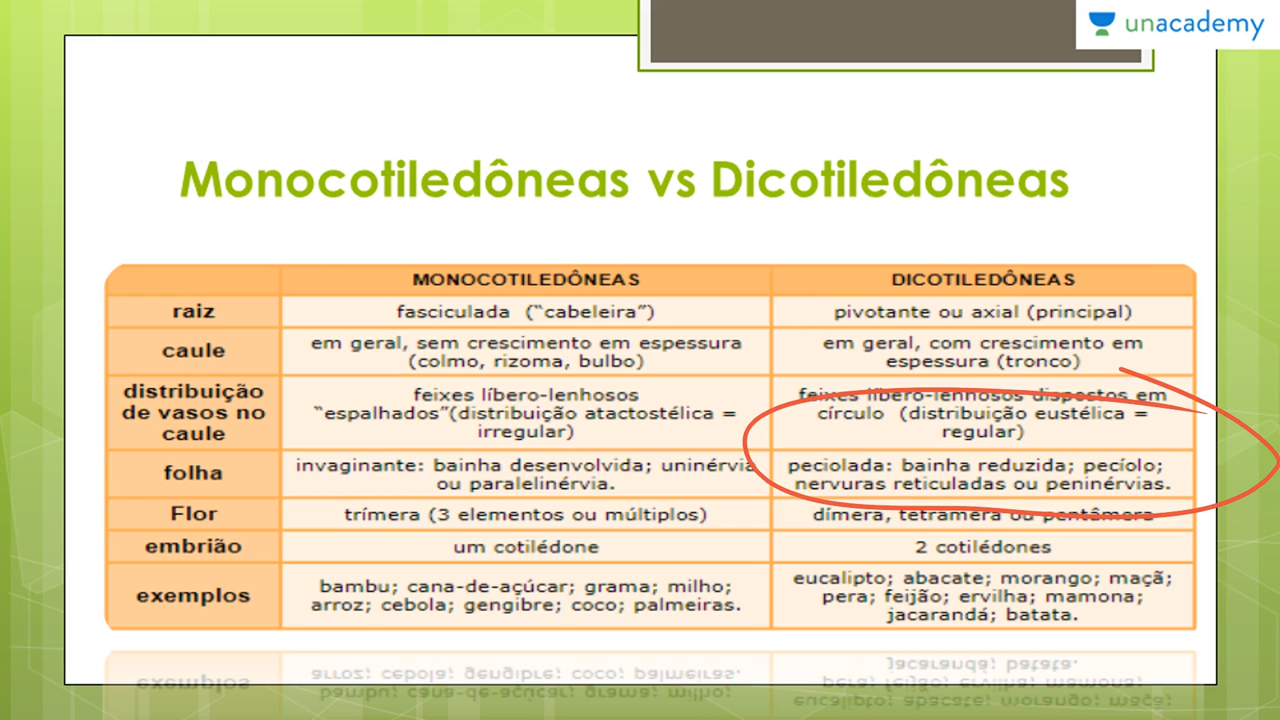 unacademy
Monocotiledôneas vs Dicotiledôneas
MONOCOTILEDÔNEAS DICOTILEDÔNEAS
raiz
fasciculada (“cabeleira”)
pivotante ou axial (principal)
caule
em geral, sem crescimento em espessura
(colmo, rizoma, bulbo)
em geral, com crescimento em
espessura (tronco)
distribuição
de vasos no
caule
feixes líbero-lenhosos
“espalhados”(distribuição atactostélica =
irregular)
feixes líbero-lenhosos dispostos em
círculo (distribuição eustélica =
regular)
folha
invaginante: bainha desenvolvida; uninérvia
ou paralelinérvia.
peciolada: bainha reduzida; pecíolo;
nervuras reticuladas ou peninérvias.
Flor
trímera (3 elementos ou múltiplos)
dímera, tetrâmera ou pentâmera
embrião
um cotilédone
2 cotilédones
exemplos
bambu; cana-de-açúcar; grama; milho;
arroz; cebola; gengibre; coco; palmeiras.
eucalipto; abacate; morango; maçã;
pera; feijão; ervilha; mamona;
jacarandá; batata.